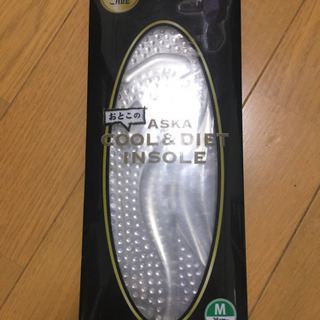 おとこの
ASKA
COOL & DIET
INSOLE
M